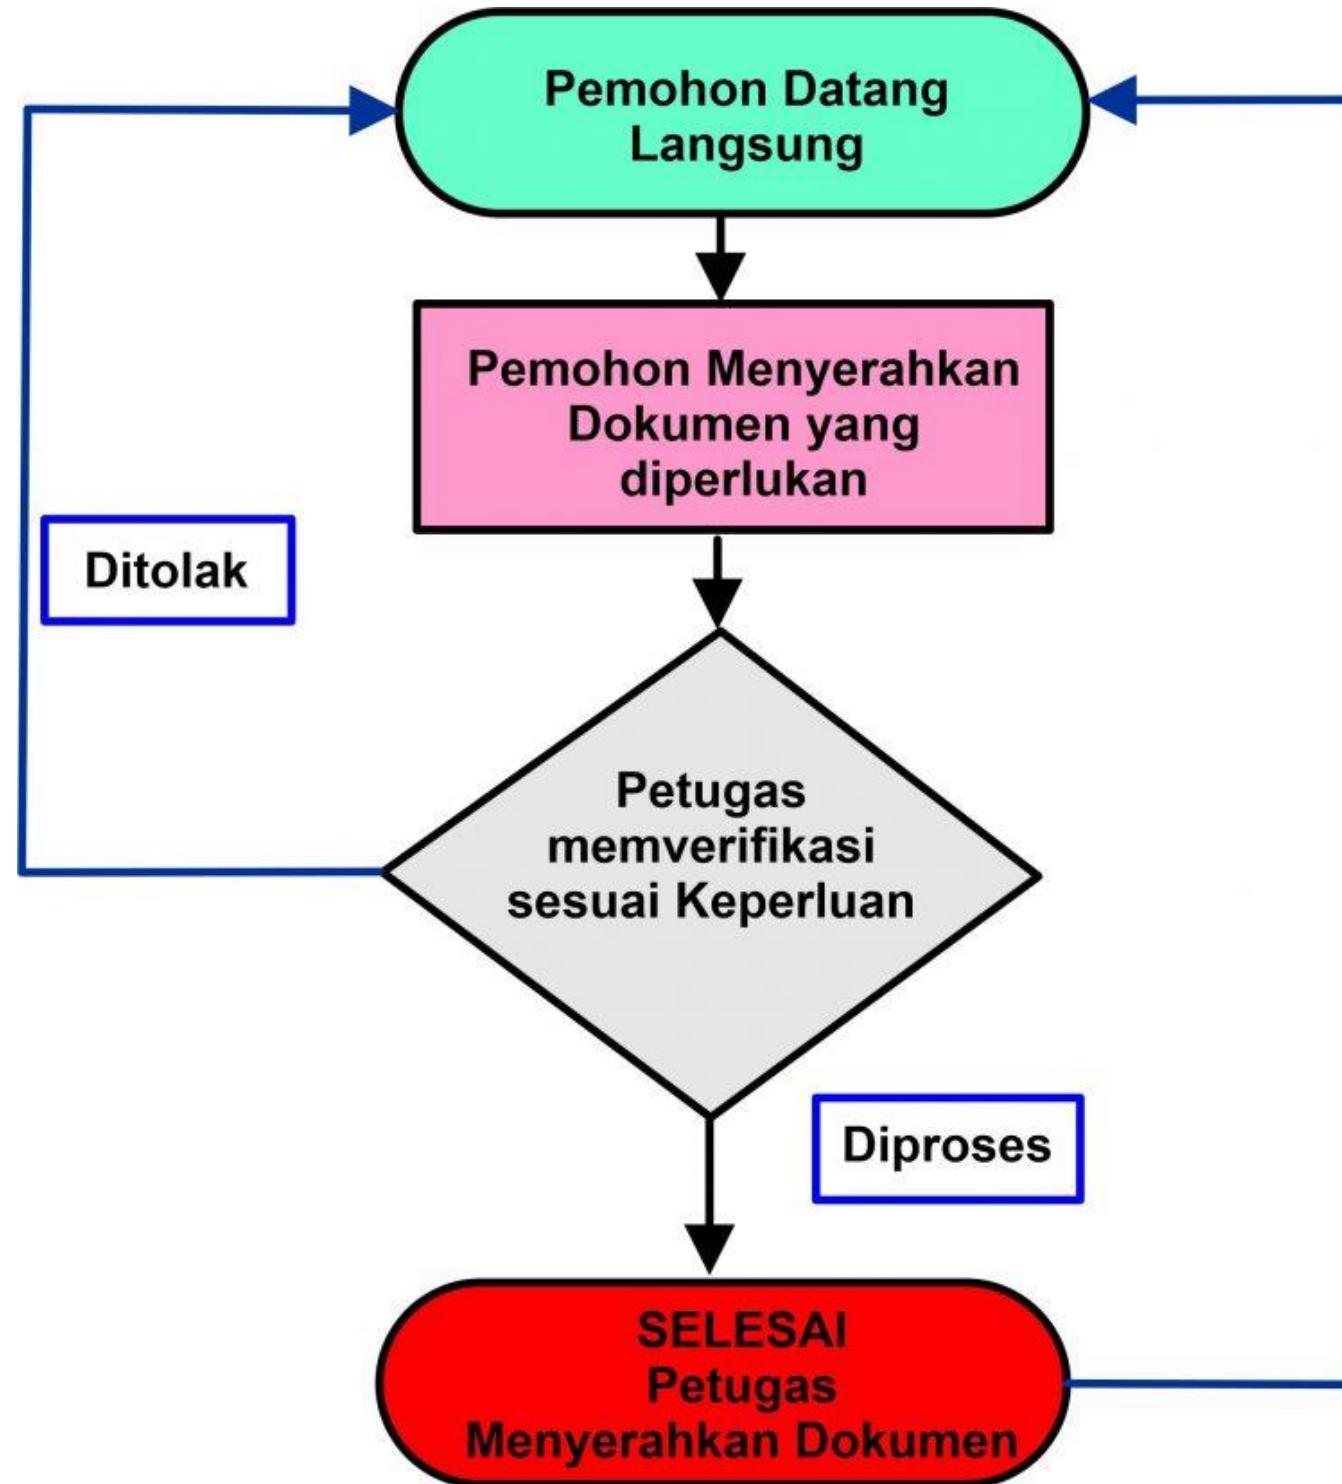 Pemohon Datang
Langsung
Pemohon Menyerahkan
Dokumen yang
diperlukan
Ditolak
Petugas
memverifikasi
sesuai Keperluan
Diproses
SELESAI
Petugas
Menyerahkan Dokumen